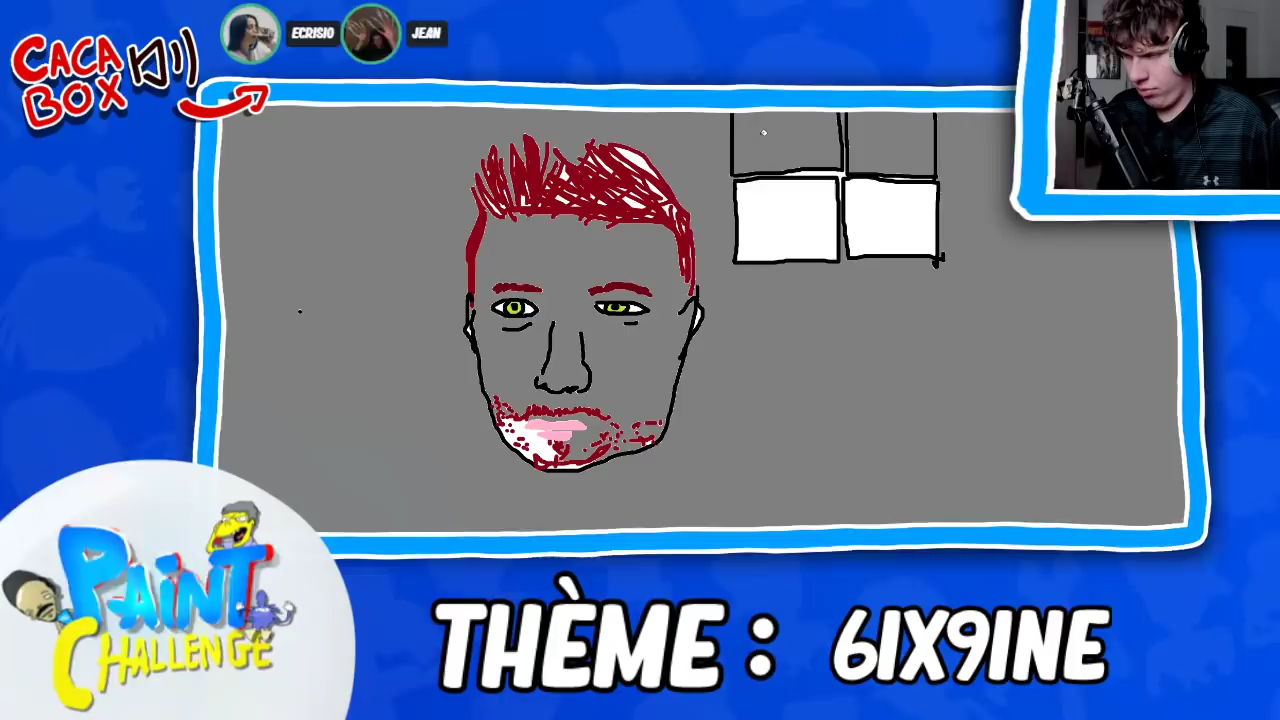 CACA
BOX
ECRISIO
JEAN
PAINT
CHALLENGE
THÈME : 6IX9INE